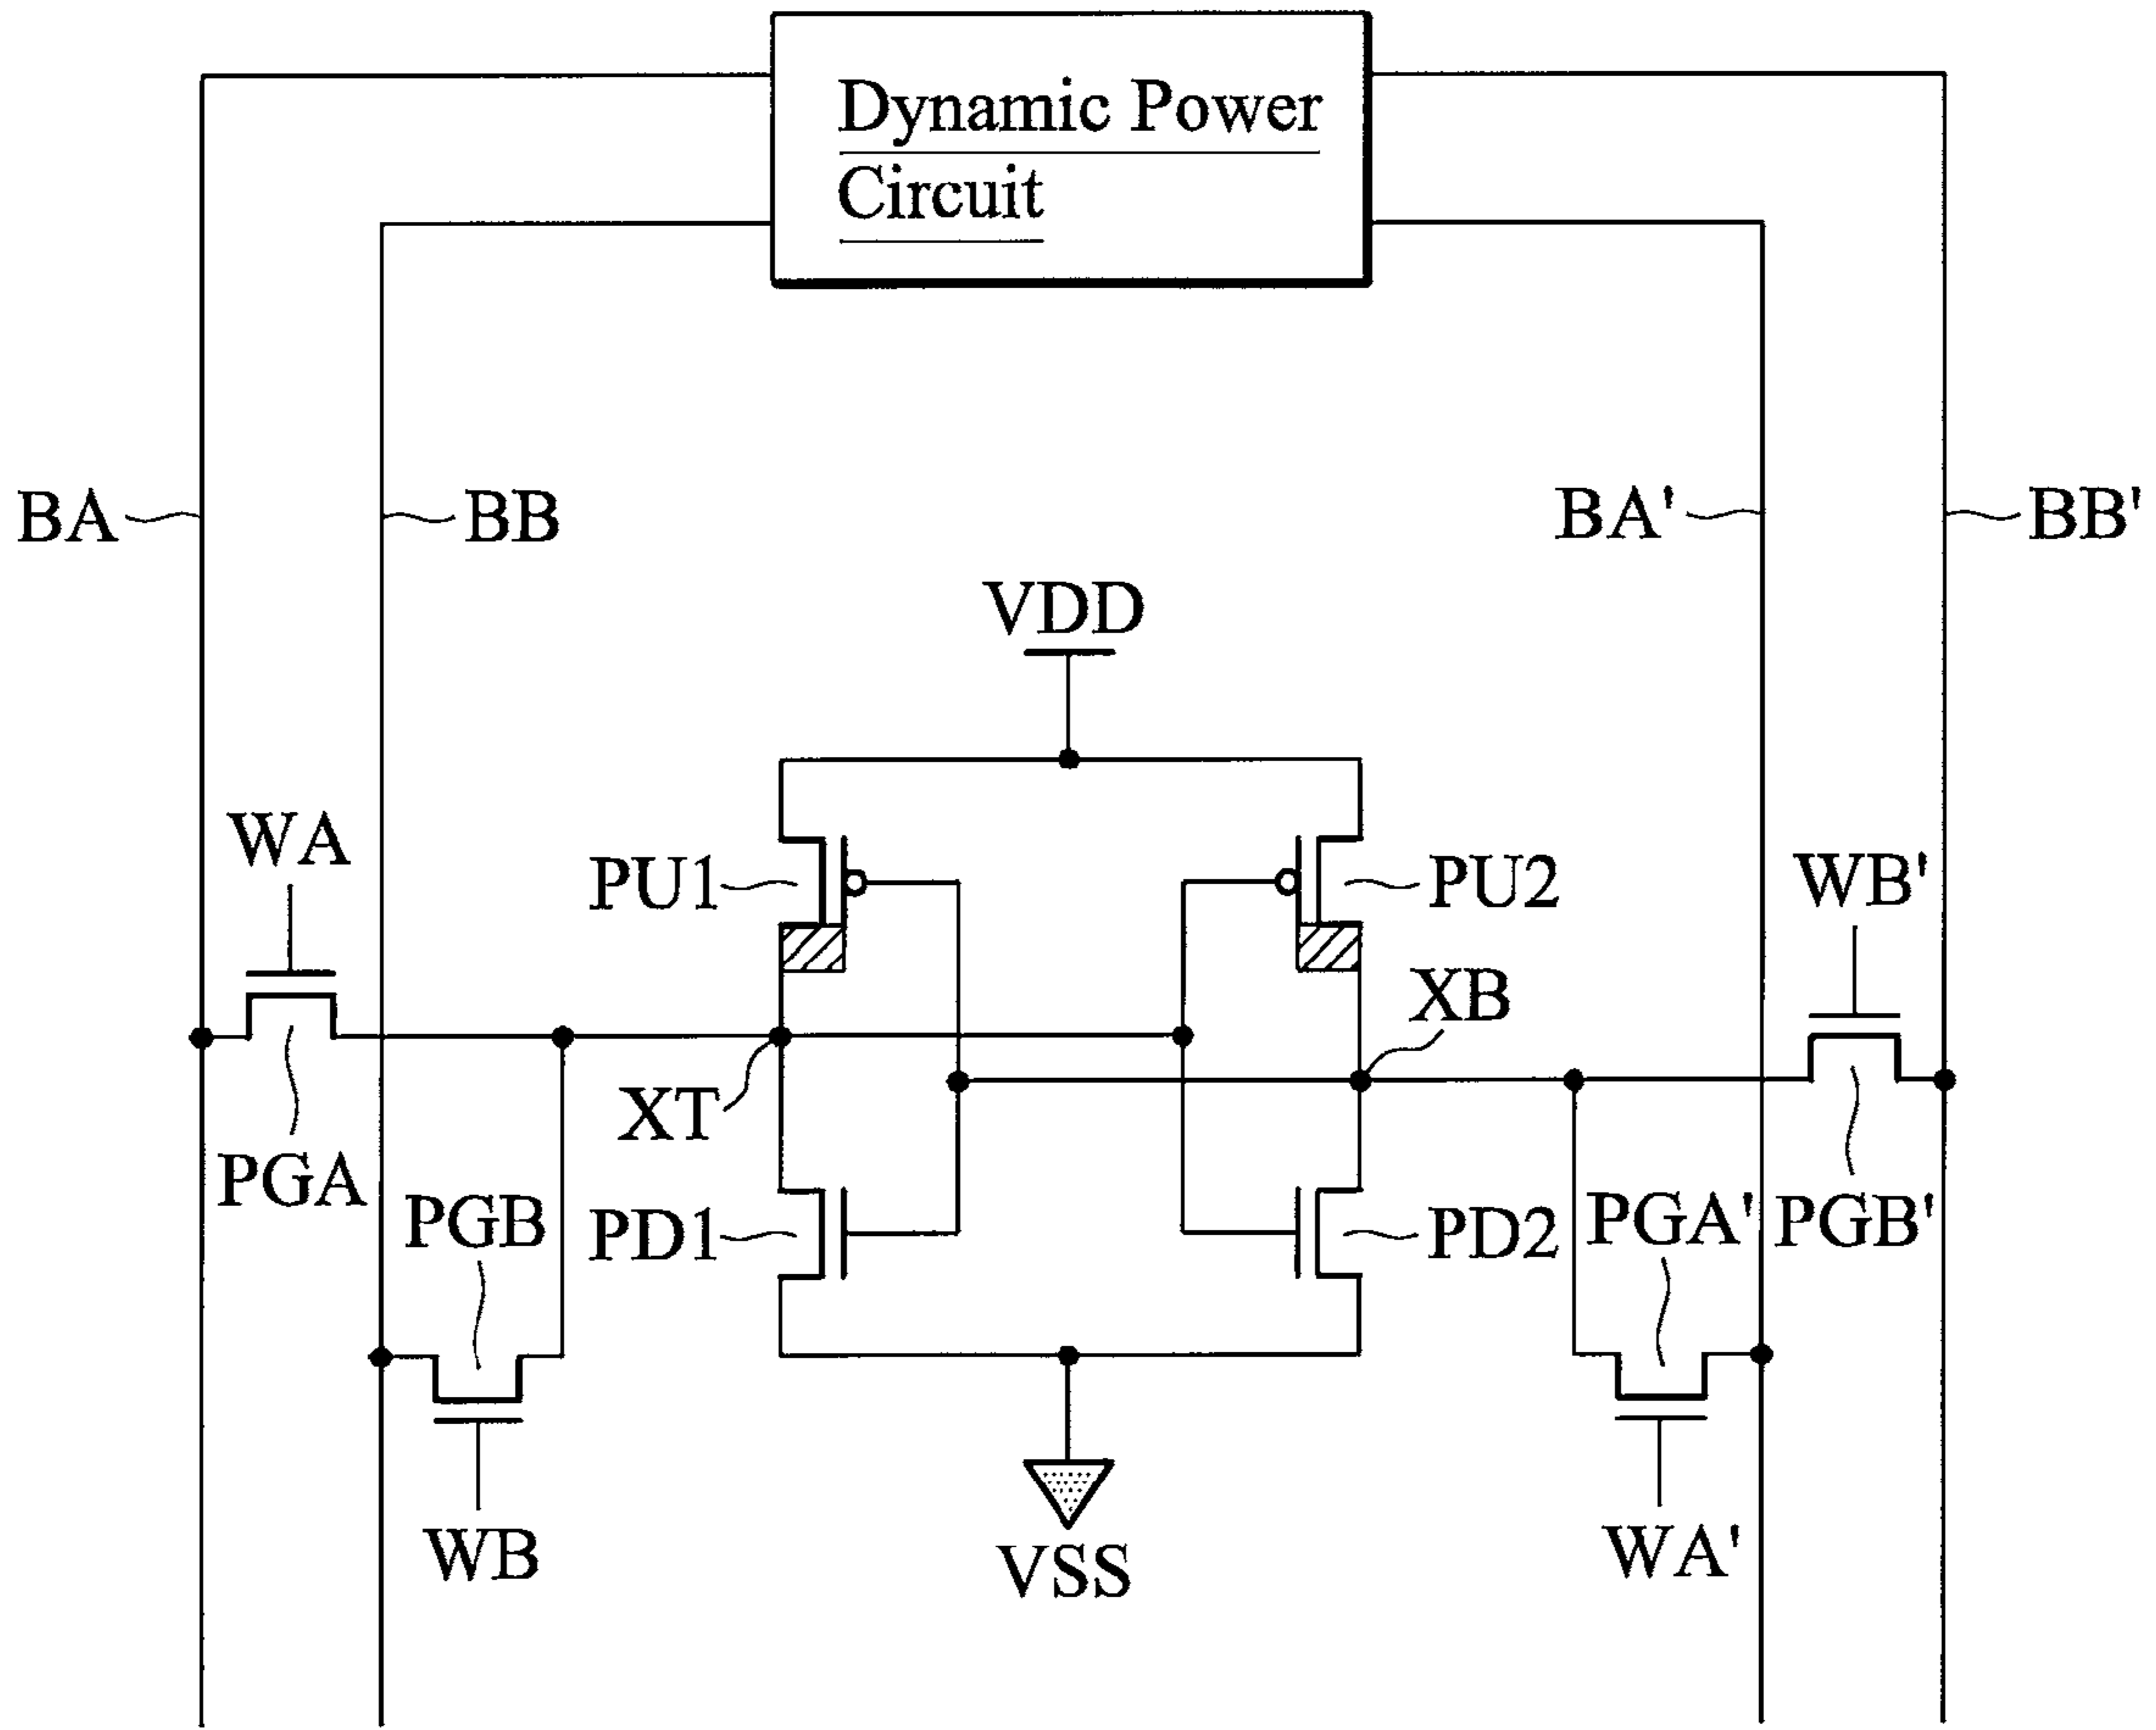 Dynamic Power
Circuit
BA
BB
BA'
BB'
VDD
WA
PU1
PU2
WB'
XB
XT
PGA
PGB
PD1
PD2
PGA'
PGB'
WB
VSS
WA'